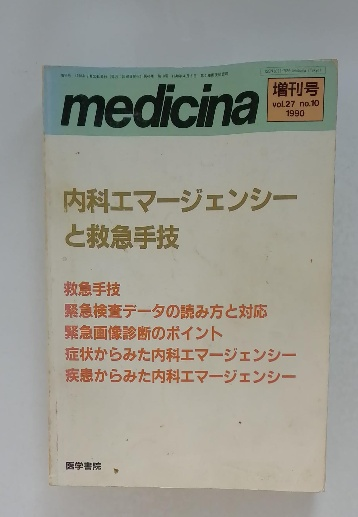 medicina
増刊号
vol.27 no.10
1990
内科エマージェンシー
と救急手技
救急手技
緊急検査データの読み方と対応
緊急画像診断のポイント
症状からみた内科エマージェンシー
疾患からみた内科エマージェンシー
医学書院